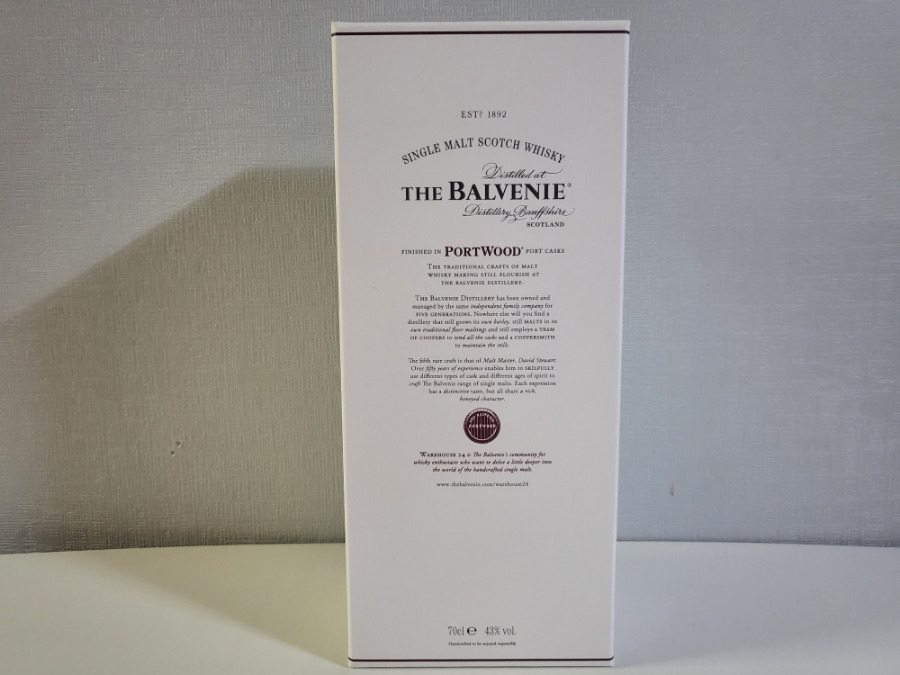 ESTD 1892
SINGLE MALT SCOTCH WHISKY
Distilled at
THE BALVENIE®
Distillery, Banffshire
SCOTLAND
FINISHED IN PORTWOOD® PORT CASKS
THE TRADITIONAL CRAFTS OF MALT
WHISKY MAKING STILL FLOURISH AT
THE BALVENIE DISTILLERY.
THE BALVENIE DISTILLERY has been owned and
managed by the same independent family company for
FIVE GENERATIONS. Nowhere else will you find a
distillery that still grows its own barley, still MALTS in its
own traditional floor maltings and still employs a TEAM
OF COOPERS to tend all the casks and a COPPERSMITH
to maintain the stills.
The fifth rare craft is that of Malt Master, David Stewart.
Over fifty years of experience enables him to SKILFULLY
use different types of cask and different ages of spirit to
craft The Balvenie range of single malts. Each expression
has a distinctive taste, but all share a rich,
honeyed character.
PORTWOOD
WAREHOUSE 24 is The Balvenie's community for
whisky enthusiasts who want to delve a little deeper into
the world of the handcrafted single malt.
www.thebalvenie.com/warehouse24
70cl e 43% vol.
Handcrafted to be enjoyed responsibly